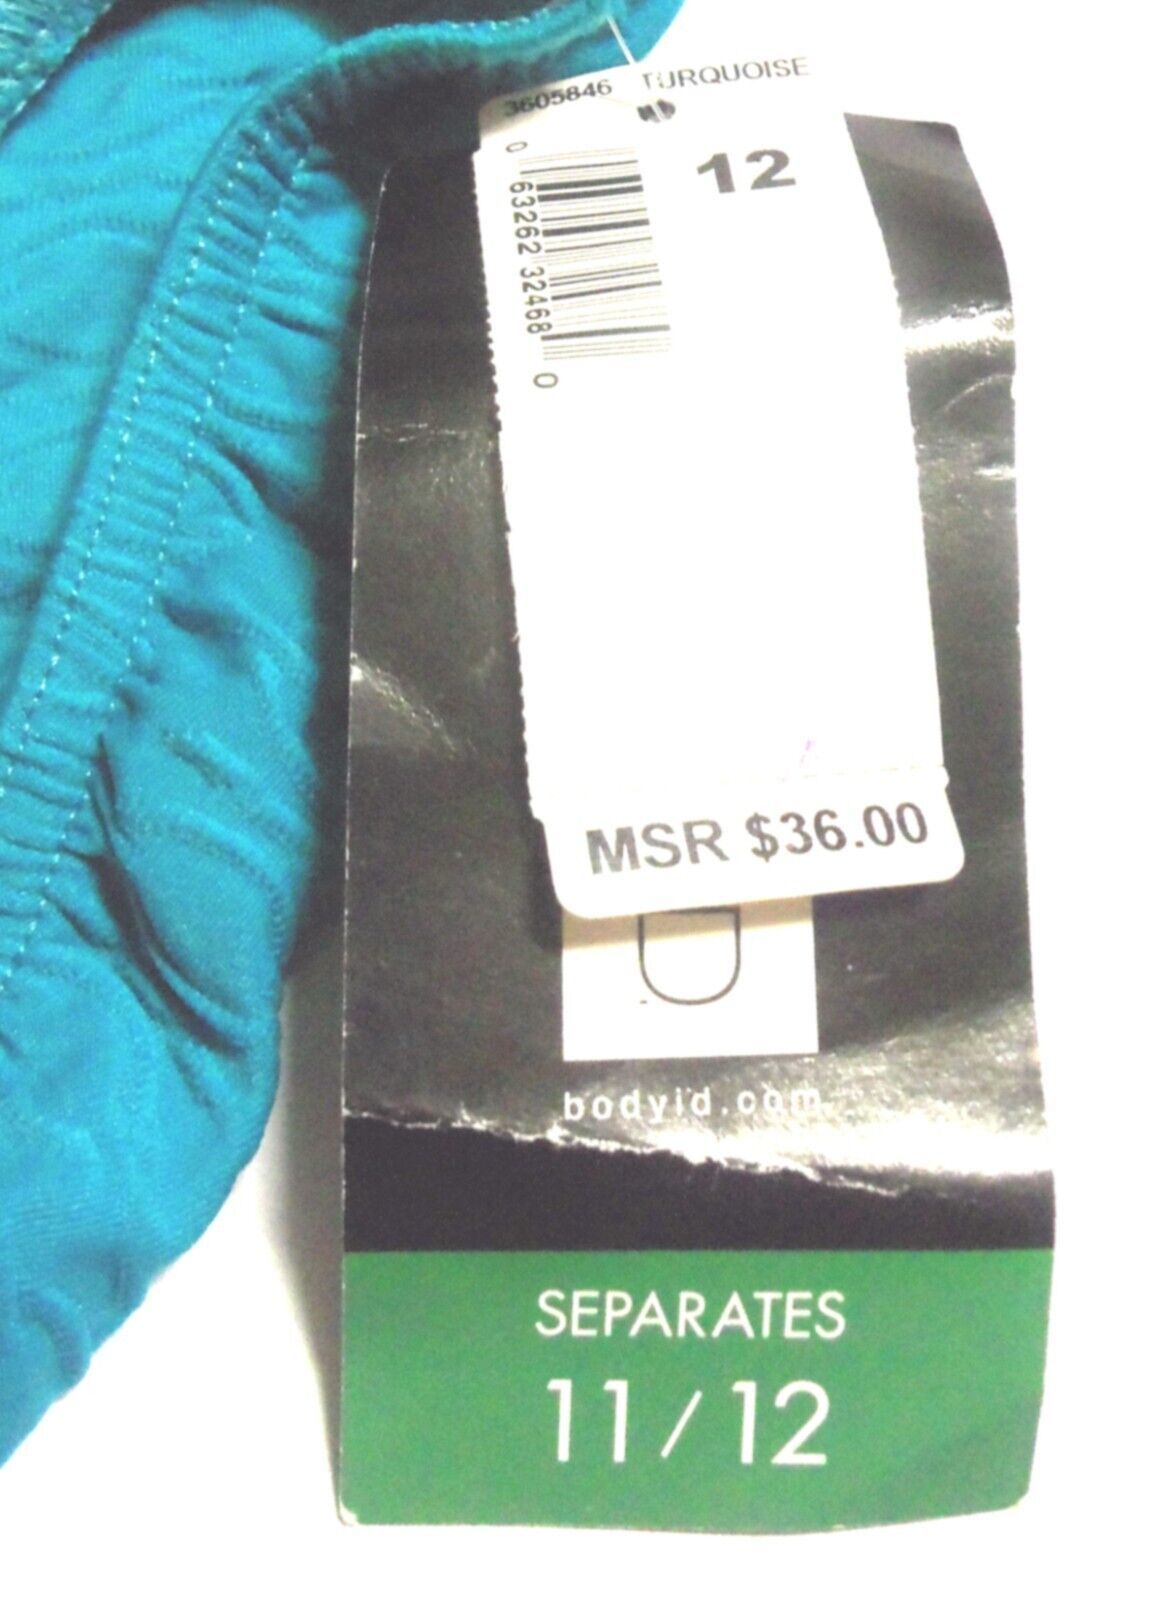 3605846 TURQUOISE
12
0 63262 32468 0
MSR $36.00
bodyid.com
SEPARATES
11/12